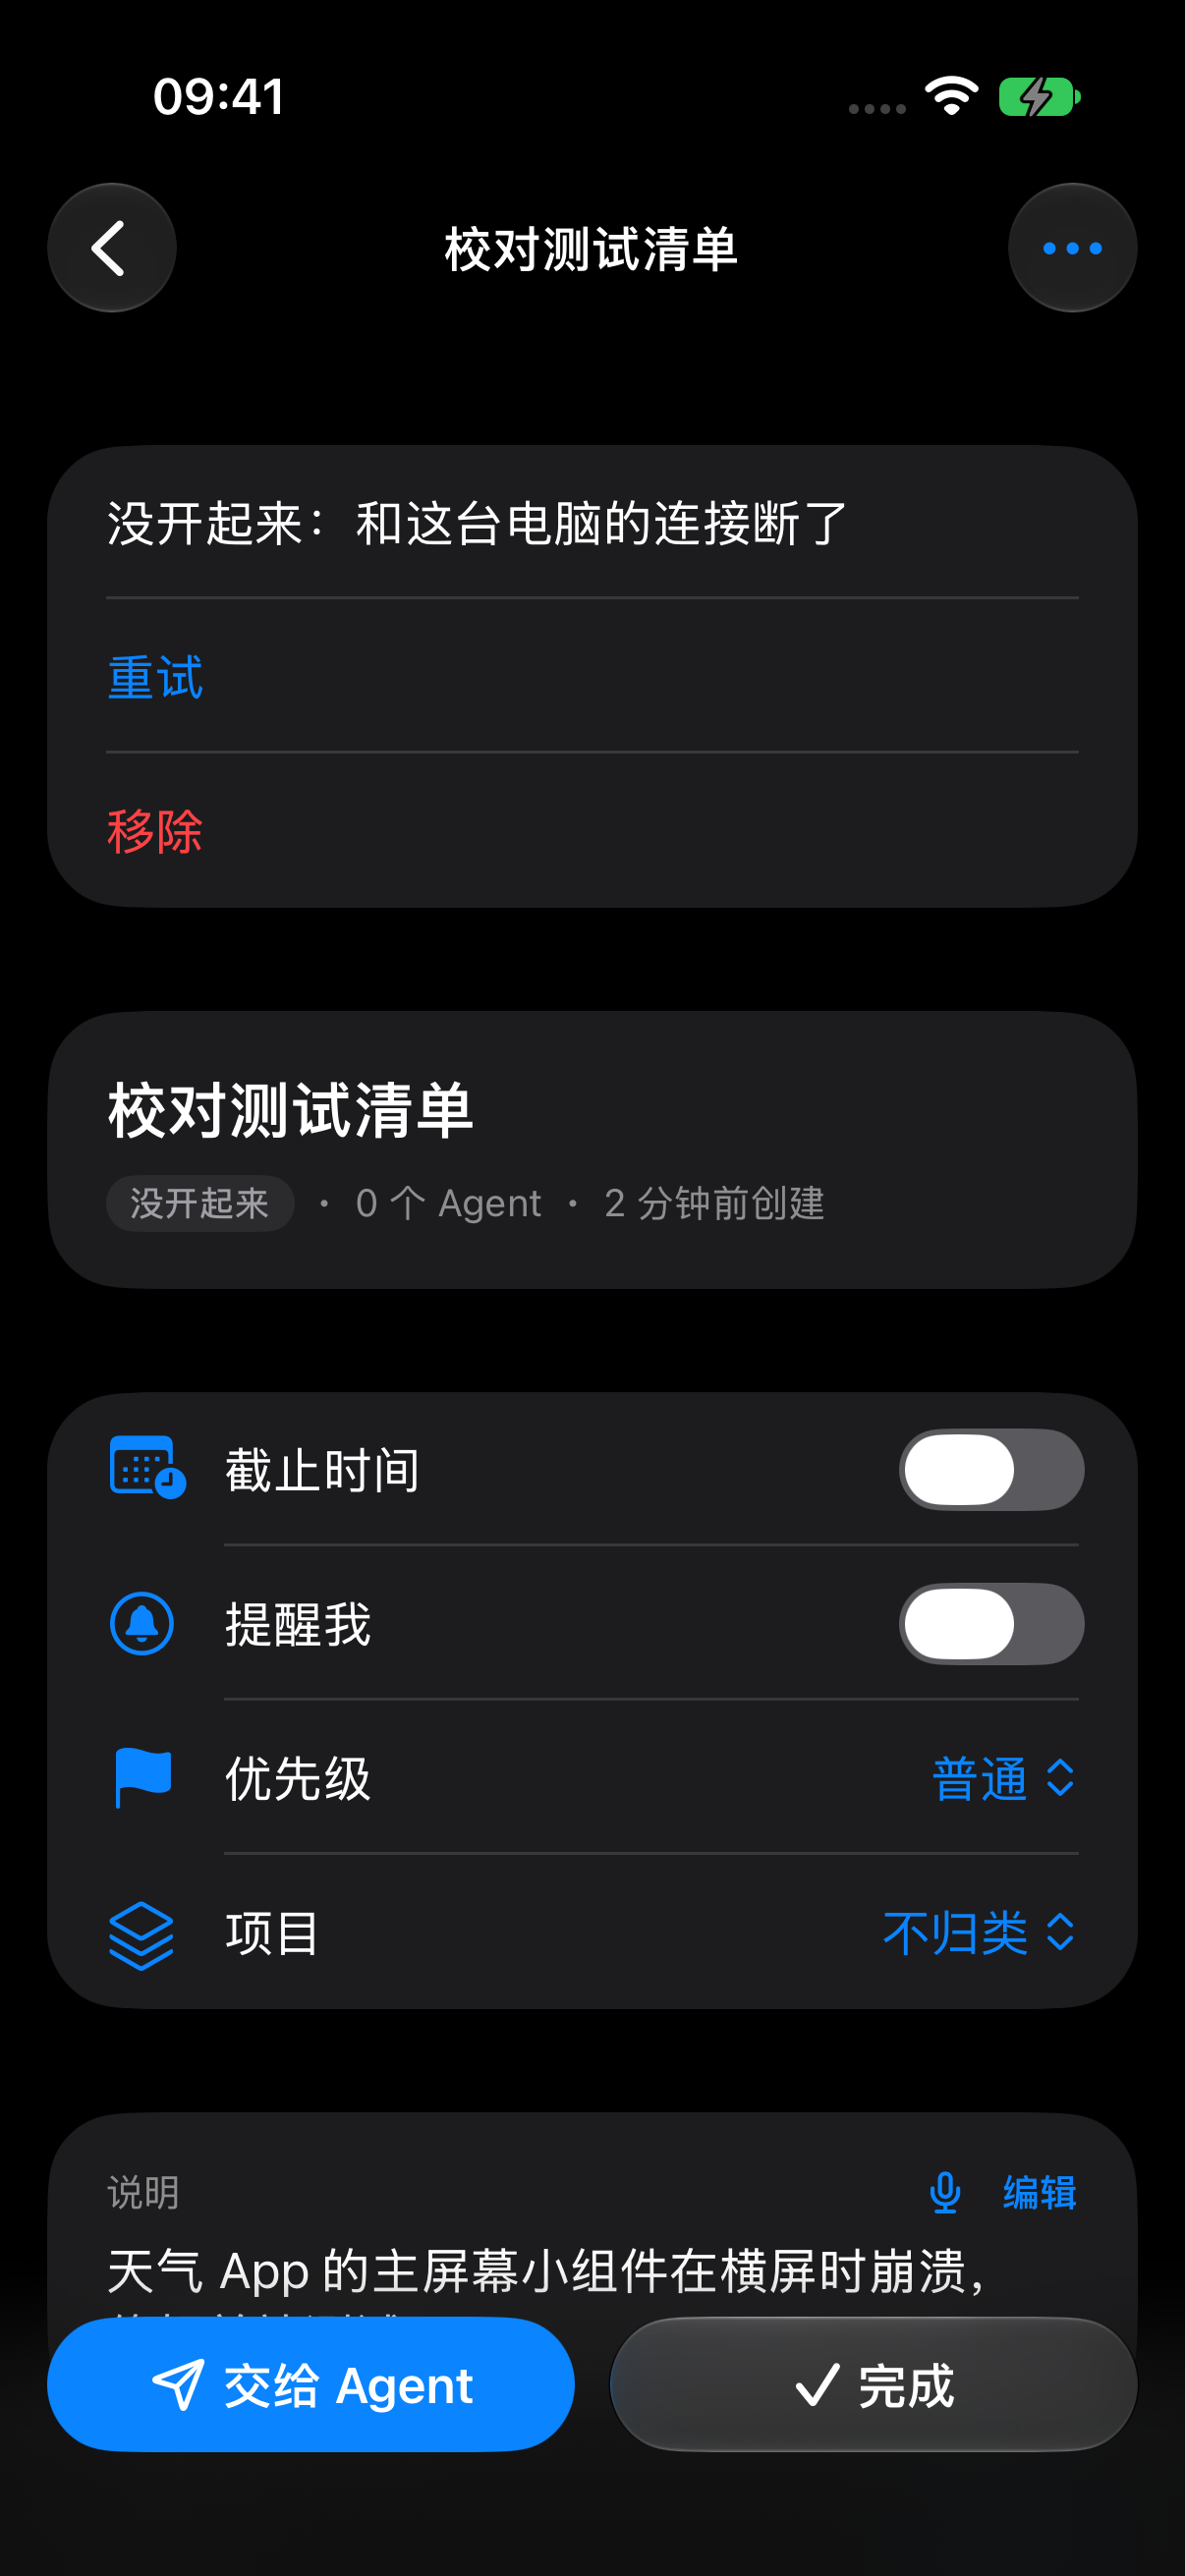 09:41
校对测试清单
没开起来：和这台电脑的连接断了
重试
移除
校对测试清单
没开起来 · 0 个 Agent · 2 分钟前创建
截止时间
提醒我
优先级 普通
项目 不归类
说明 编辑
天气 App 的主屏幕小组件在横屏时崩溃，
交给 Agent 完成